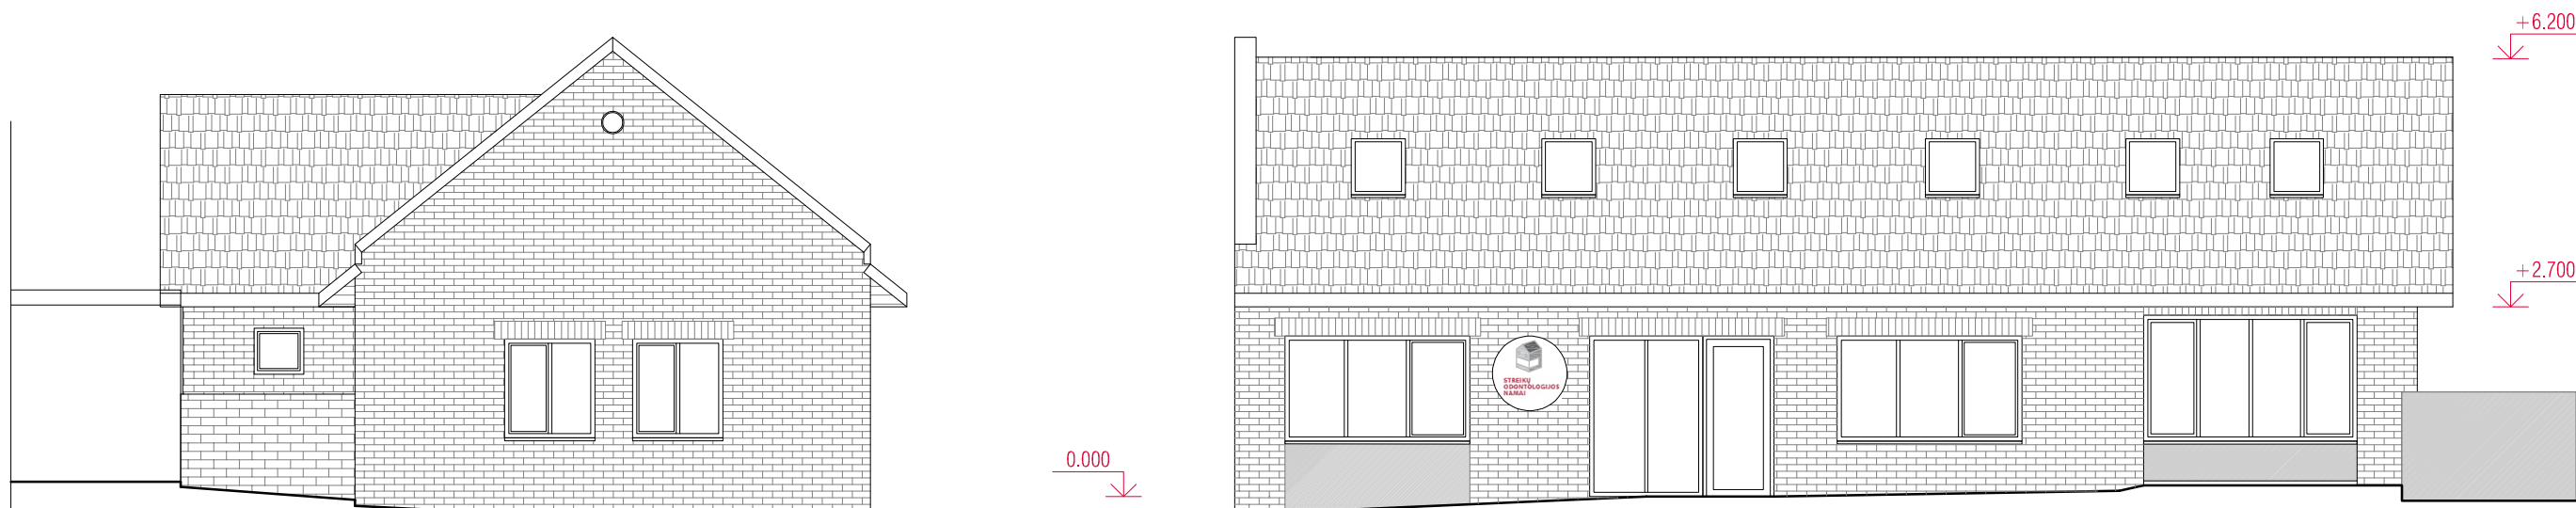 +6.200
+2.700
0.000
STREIKŲ
ODONTOLOGIJOS
NAMAI